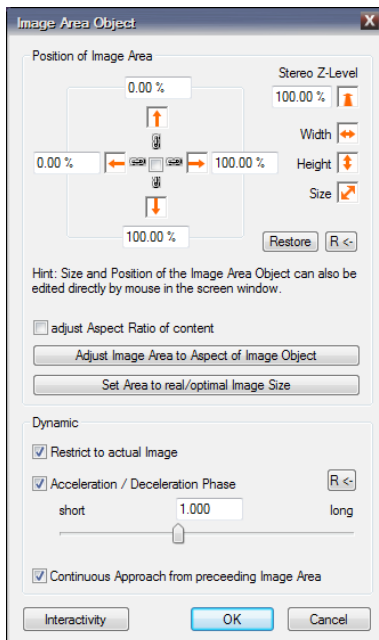 Image Area Object
X
Position of Image Area
Stereo Z-Level
0.00 %
100.00 %
Width
0.00 %
100.00 %
Height
Size
100.00 %
Restore
R <-
Hint: Size and Position of the Image Area Object can also be
edited directly by mouse in the screen window.
adjust Aspect Ratio of content
Adjust Image Area to Aspect of Image Object
Set Area to real/optimal Image Size
Dynamic
Restrict to actual Image
Acceleration / Deceleration Phase
R <-
short
1.000
long
Continuous Approach from preceeding Image Area
Interactivity
OK
Cancel